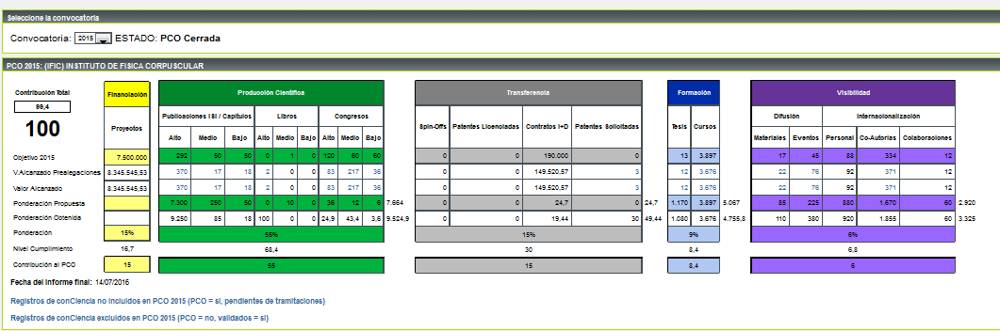 Seleccione la convocatoria
Convocatoria: 2015 ESTADO: PCO Cerrada
PCO 2015: (IFIC) INSTITUTO DE FISICA CORPUSCULAR
Contribución Total Financiación Producción Científica Transferencia Formación Visibilidad
99,4
100
Proyectos Publicaciones ISI / Capítulos Libros Congresos Spin-Offs Patentes Licenciadas Contratos I+D Patentes Solicitadas Tesis Cursos Difusión Internacionalización
Alto Medio Bajo Alto Medio Bajo Alto Medio Bajo Materiales Eventos Personal Co-Autorías Colaboraciones
Objetivo 2015 7.500.000 292 50 50 0 1 0 120 60 60 0 0 190.000 0 13 3.897 17 45 88 334 12
V.Alcanzado Prealegaciones 8.345.545,53 370 17 18 2 0 0 83 217 36 0 0 149.520,57 3 12 3.676 22 76 92 371 12
Valor Alcanzado 8.345.545,53 370 17 18 2 0 0 83 217 36 0 0 149.520,57 3 12 3.676 22 76 92 371 12
Ponderación Propuesta 7.300 250 50 0 10 0 36 12 6 7.664 0 0 24,7 0 24,7 1.170 3.897 5.067 85 225 880 1.670 60 2.920
Ponderación Obtenida 9.250 85 18 100 0 0 24,9 43,4 3,6 9.524,9 0 0 19,44 30 49,44 1.080 3.676 4.755,8 110 380 920 1.855 60 3.325
Ponderación 15% 55% 15% 9% 6%
Nivel Cumplimiento 16,7 68,4 30 8,4 6,8
Contribución al PCO 15 55 15 8,4 6
Fecha del informe final: 14/07/2016
Registros de conCiencia no incluidos en PCO 2015 (PCO = si, pendientes de tramitaciones)
Registros de conCiencia excluidos en PCO 2015 (PCO = no, validados = si)